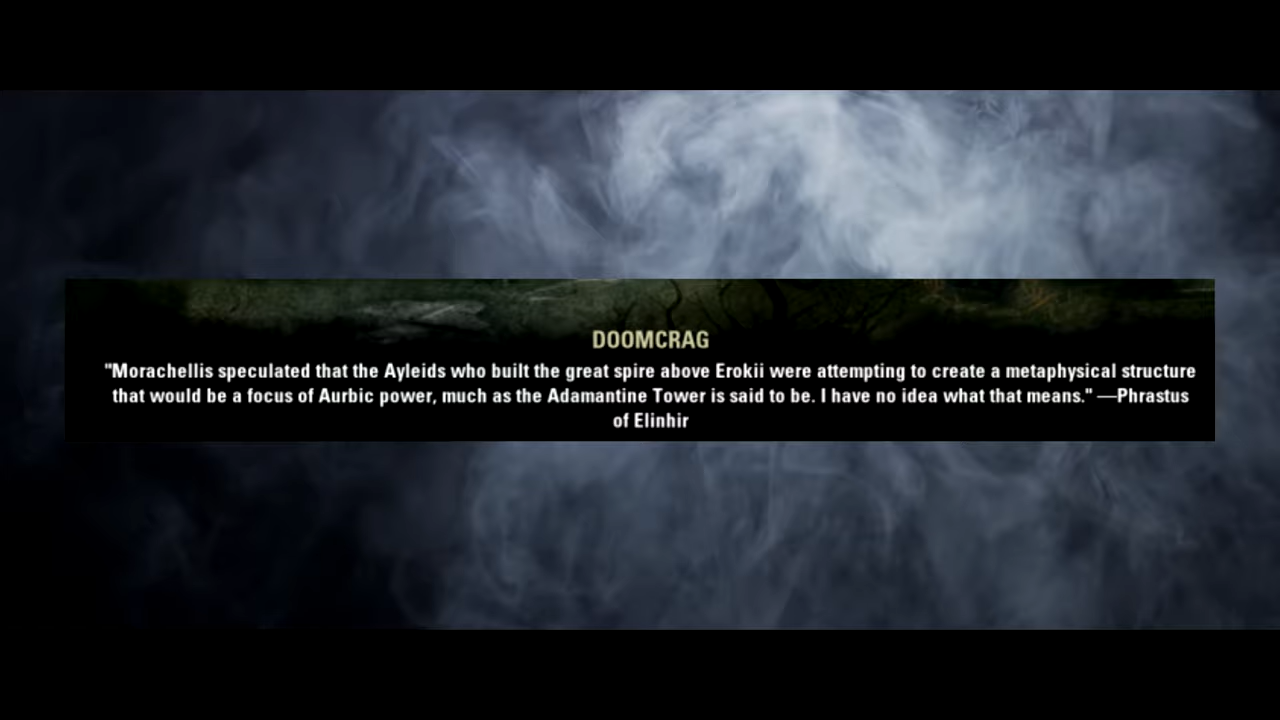 DOOMCRAG
"Morachellis speculated that the Ayleids who built the great spire above Erokii were attempting to create a metaphysical structure
that would be a focus of Aurbic power, much as the Adamantine Tower is said to be. I have no idea what that means." —Phrastus
of Elinhir